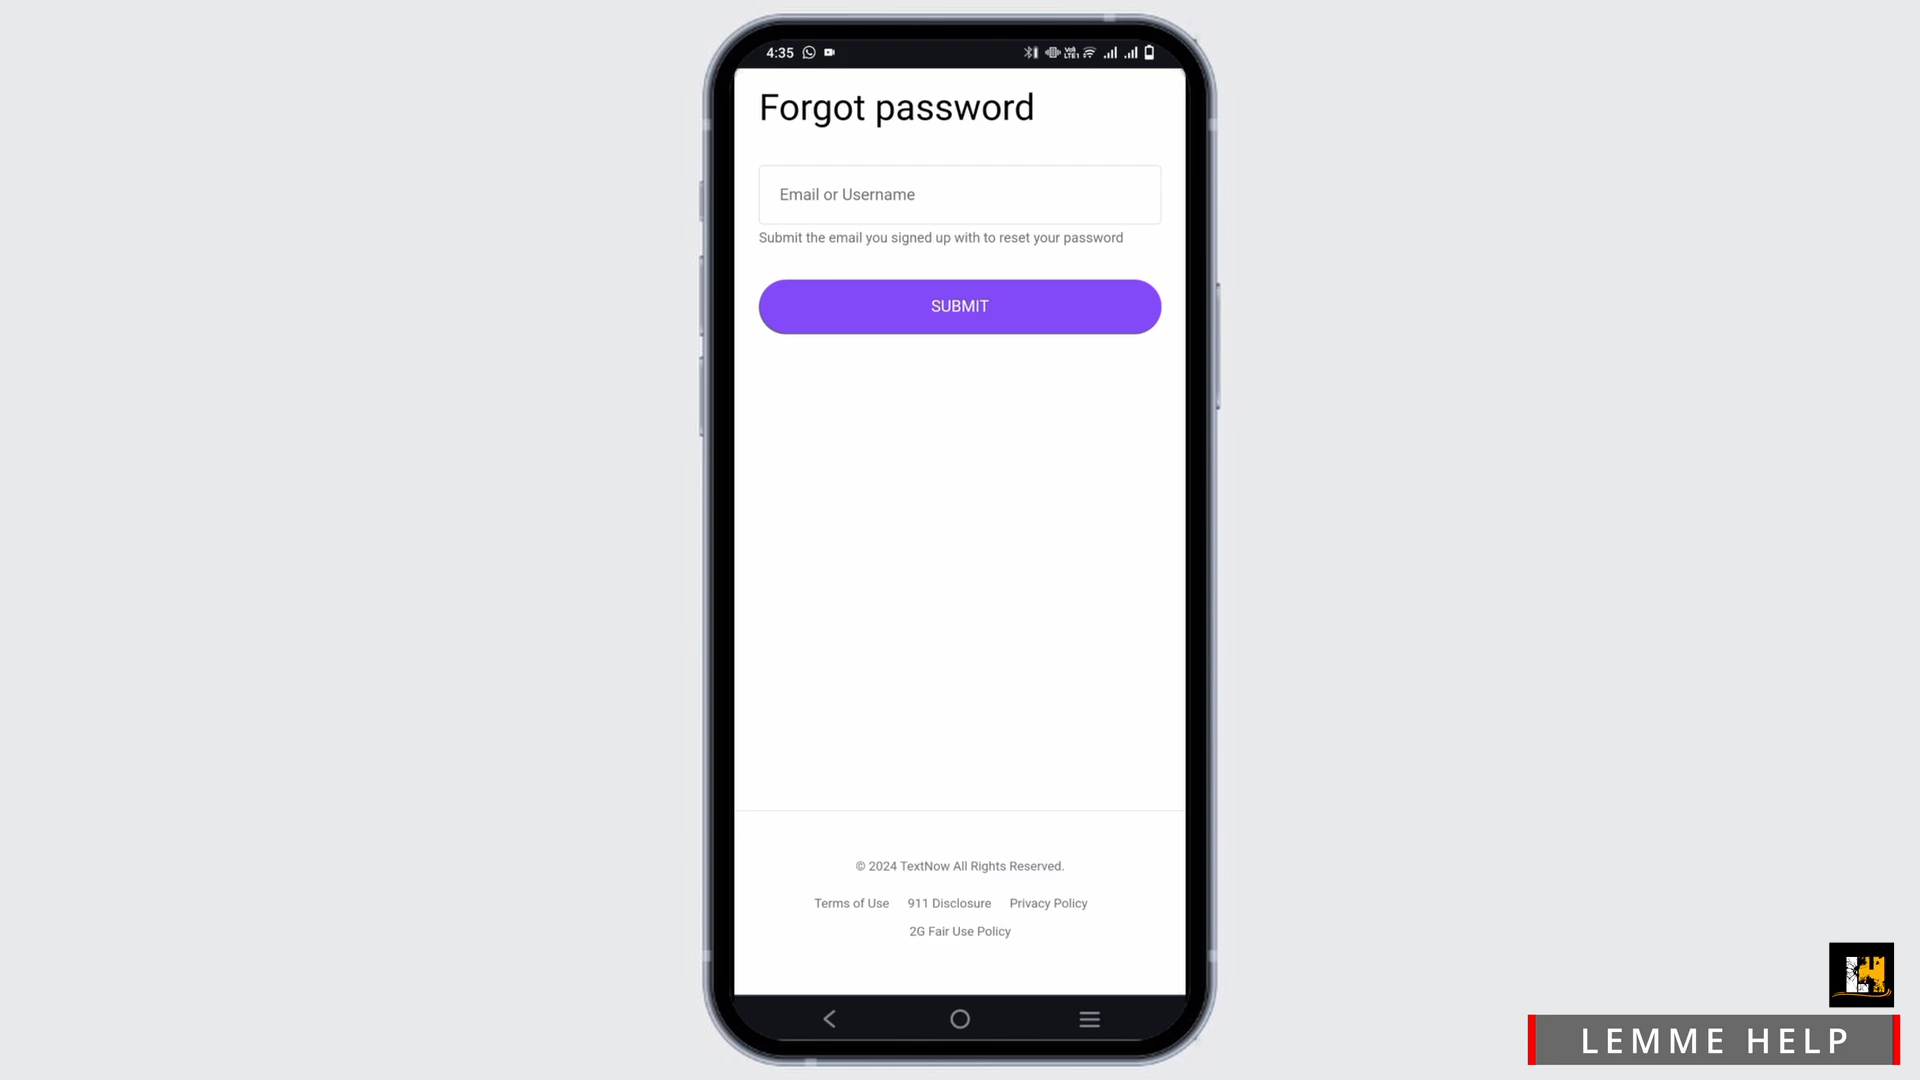 4:35
Forgot password
Email or Username
Submit the email you signed up with to reset your password
SUBMIT
© 2024 TextNow All Rights Reserved.
Terms of Use 911 Disclosure Privacy Policy
2G Fair Use Policy
LEMME HELP